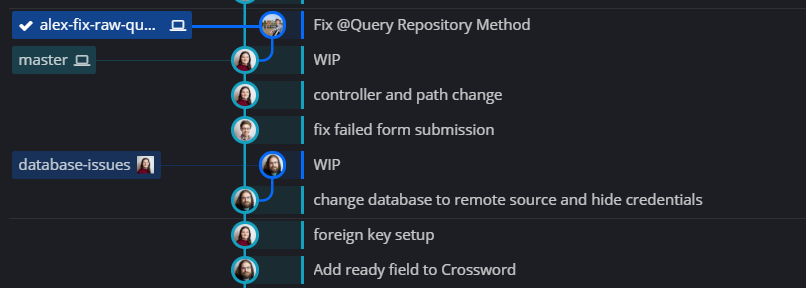 alex-fix-raw-qu... Fix @Query Repository Method
master WIP
controller and path change
fix failed form submission
database-issues WIP
change database to remote source and hide credentials
foreign key setup
Add ready field to Crossword